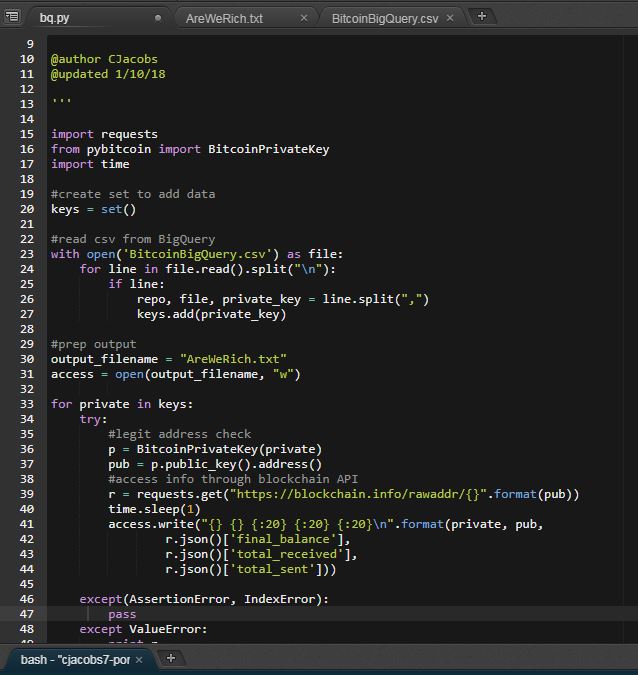 bq.py
AreWeRich.txt
BitcoinBigQuery.csv
9
10 @author CJacobs
11 @updated 1/10/18
12
13 '''
14
15 import requests
16 from pybitcoin import BitcoinPrivateKey
17 import time
18
19 #create set to add data
20 keys = set()
21
22 #read csv from BigQuery
23 with open('BitcoinBigQuery.csv') as file:
24     for line in file.read().split("\n"):
25         if line:
26             repo, file, private_key = line.split(",")
27             keys.add(private_key)
28
29 #prep output
30 output_filename = "AreWeRich.txt"
31 access = open(output_filename, "w")
32
33 for private in keys:
34     try:
35         #legit address check
36         p = BitcoinPrivateKey(private)
37         pub = p.public_key().address()
38         #access info through blockchain API
39         r = requests.get("https://blockchain.info/rawaddr/{}".format(pub))
40         time.sleep(1)
41         access.write("{} {} {:20} {:20} {:20}\n".format(private, pub,
42                 r.json()['final_balance'],
43                 r.json()['total_received'],
44                 r.json()['total_sent']))
45
46     except(AssertionError, IndexError):
47         pass
48     except ValueError:
bash - "cjacobs7-por